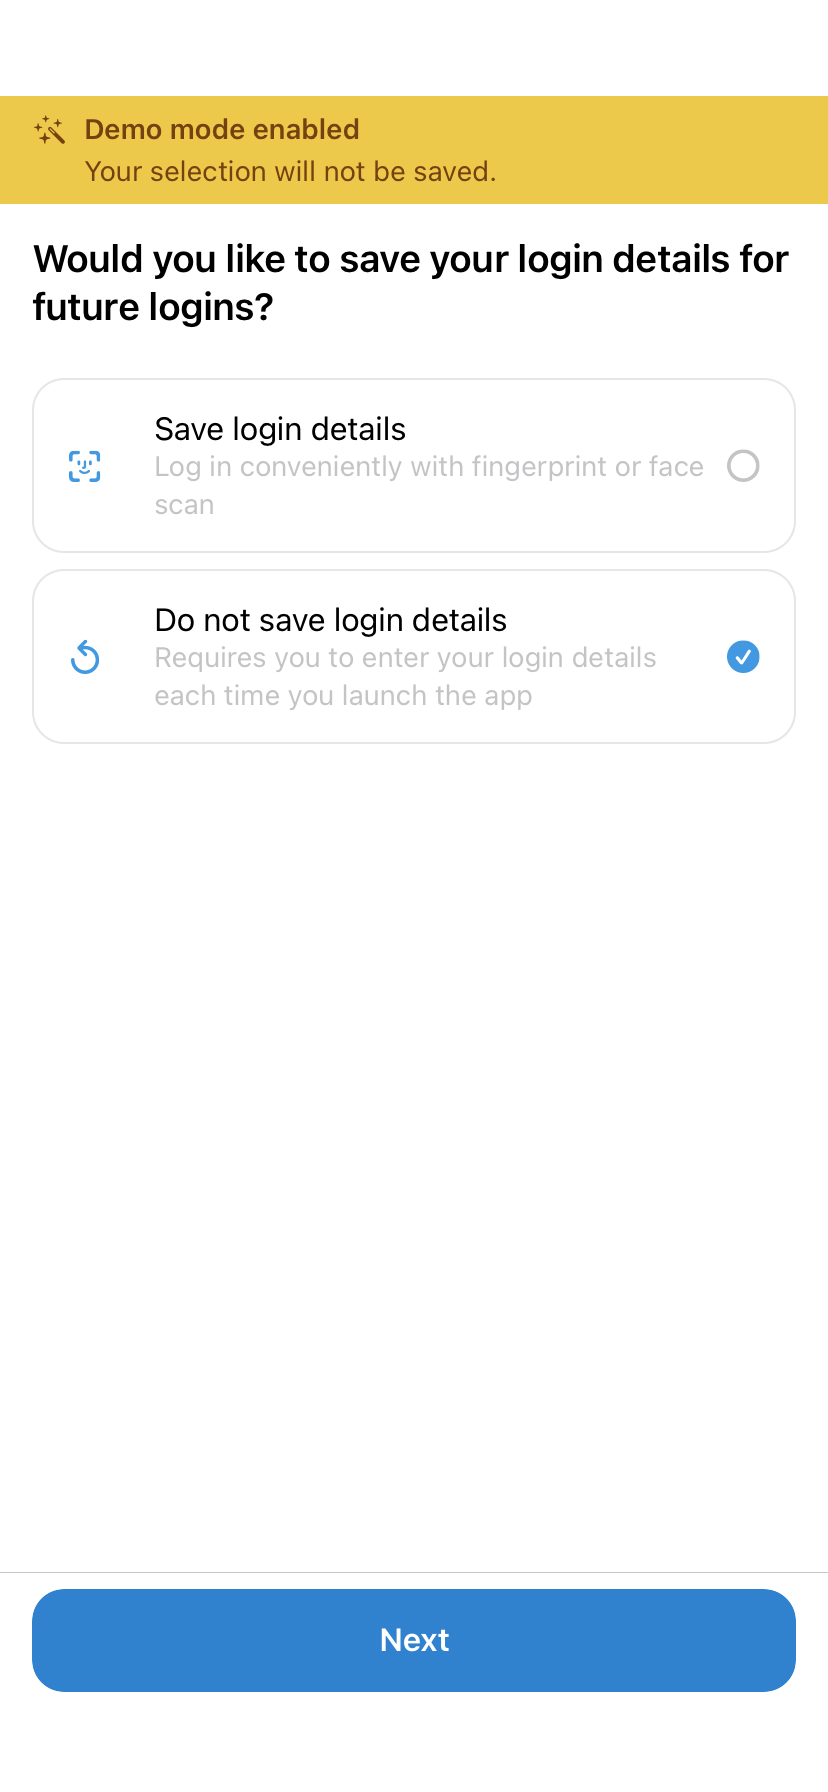 Demo mode enabled
Your selection will not be saved.
Would you like to save your login details for
future logins?
Save login details
Log in conveniently with fingerprint or face
scan
Do not save login details
Requires you to enter your login details
each time you launch the app
Next